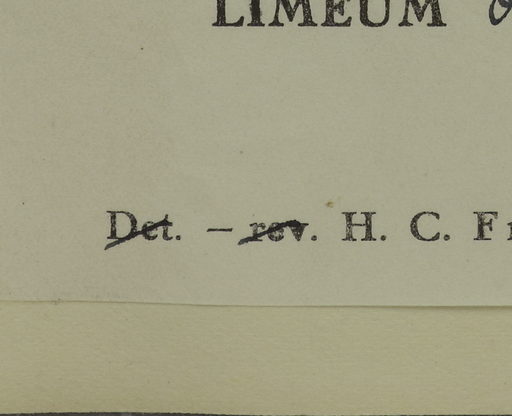 LIMEUM
Det. – rev. H. C. F